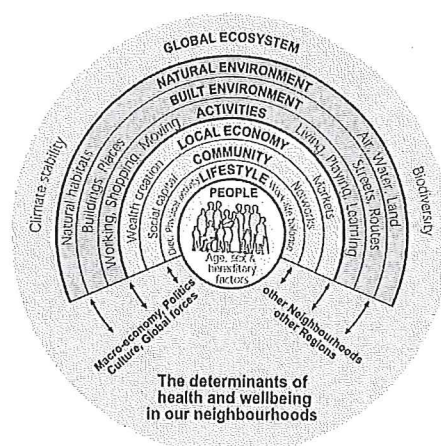 GLOBAL ECOSYSTEM
NATURAL ENVIRONMENT
BUILT ENVIRONMENT
ACTIVITIES
LOCAL ECONOMY
COMMUNITY
LIFESTYLE
PEOPLE
Age, sex &
hereditary
factors
Climate stability
Natural habitats
Buildings, Places
Working, Shopping, Moving
Wealth creation
Social capital
Diet, Physical activity
Work-life balance
Networks
Markets
Living, Playing, Learning
Streets, Routes
Air, Water, Land
Biodiversity
Macro-economy, Politics
Culture, Global forces
other Neighbourhoods
other Regions
The determinants of
health and wellbeing
in our neighbourhoods